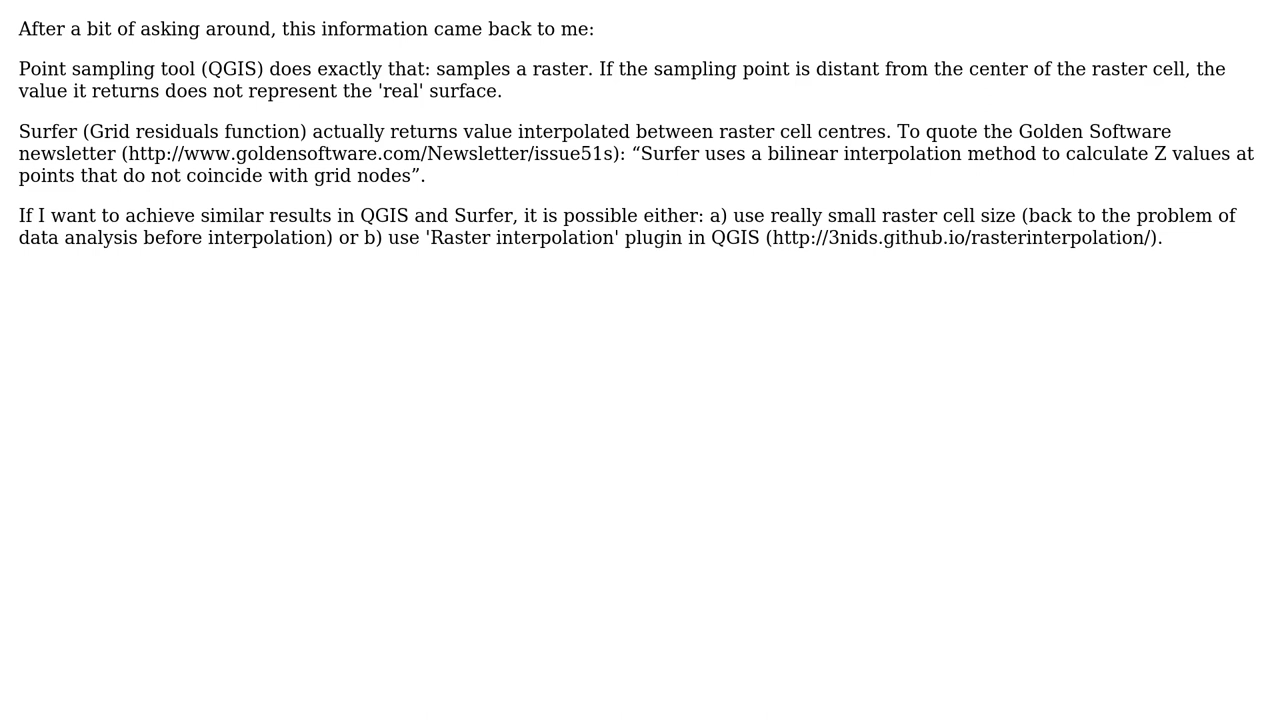 After a bit of asking around, this information came back to me:
Point sampling tool (QGIS) does exactly that: samples a raster. If the sampling point is distant from the center of the raster cell, the
value it returns does not represent the 'real' surface.
Surfer (Grid residuals function) actually returns value interpolated between raster cell centres. To quote the Golden Software
newsletter (http://www.goldensoftware.com/Newsletter/issue51s): “Surfer uses a bilinear interpolation method to calculate Z values at
points that do not coincide with grid nodes”.
If I want to achieve similar results in QGIS and Surfer, it is possible either: a) use really small raster cell size (back to the problem of
data analysis before interpolation) or b) use 'Raster interpolation' plugin in QGIS (http://3nids.github.io/rasterinterpolation/).